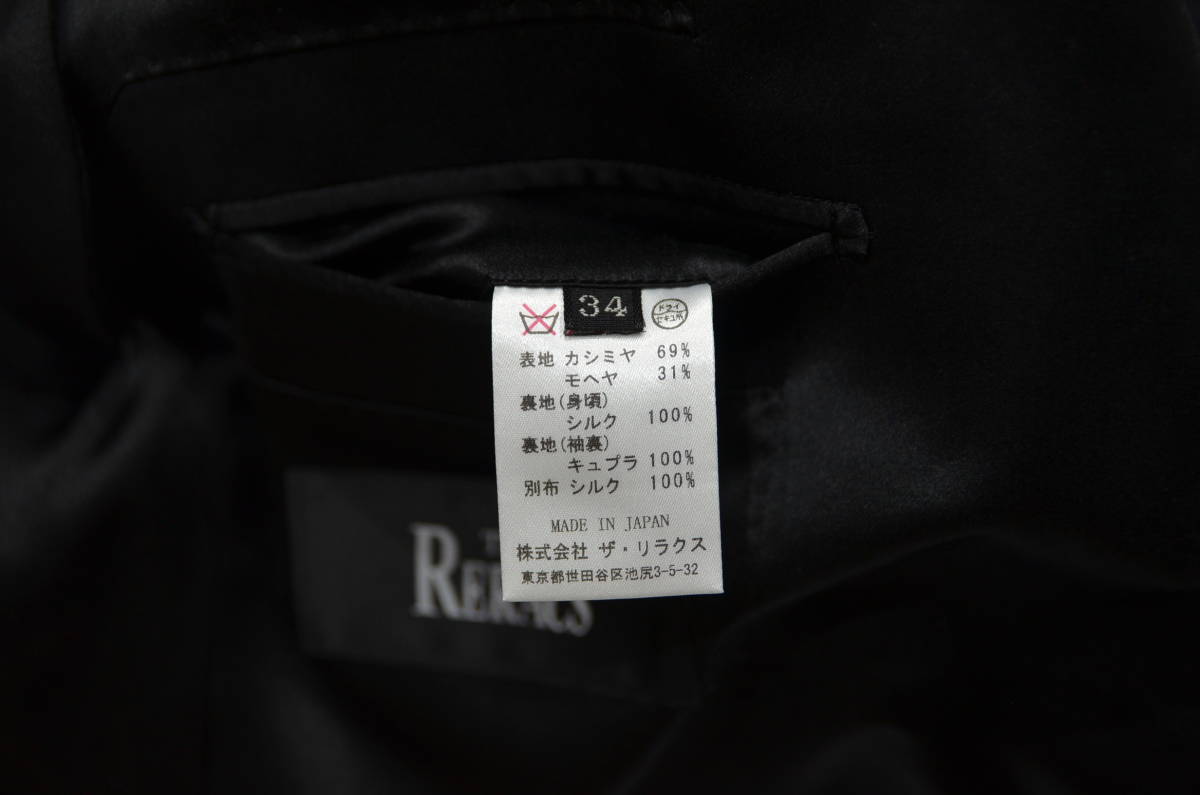 34
ドライ
セキユ系
表地 カシミヤ 69%
モヘヤ 31%
裏地(身頃)
シルク 100%
裏地(袖裏)
キュプラ 100%
別布 シルク 100%
MADE IN JAPAN
株式会社 ザ・リラクス
東京都世田谷区池尻3-5-32